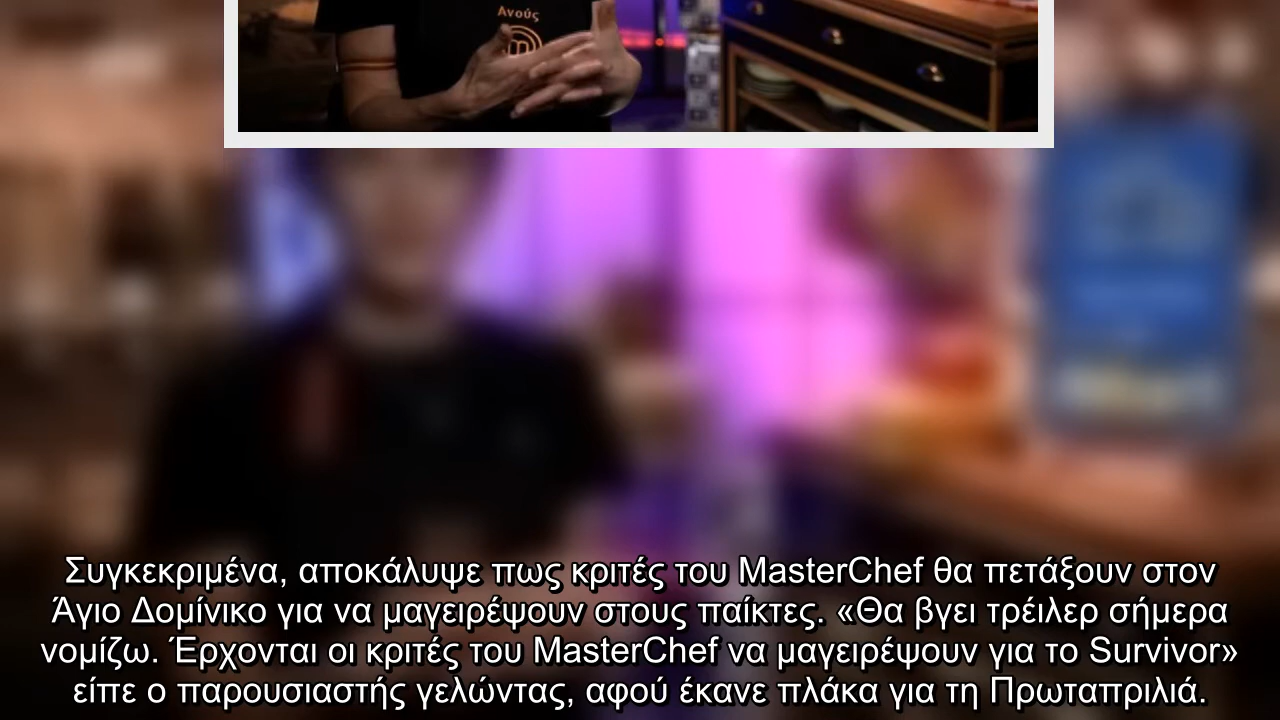 Ανούς
m
Συγκεκριμένα, αποκάλυψε πως κριτές του MasterChef θα πετάξουν στον
Άγιο Δομίνικο για να μαγειρέψουν στους παίκτες. «Θα βγει τρέιλερ σήμερα
νομίζω. Έρχονται οι κριτές του MasterChef να μαγειρέψουν για το Survivor»
είπε ο παρουσιαστής γελώντας, αφού έκανε πλάκα για τη Πρωταπριλιά.